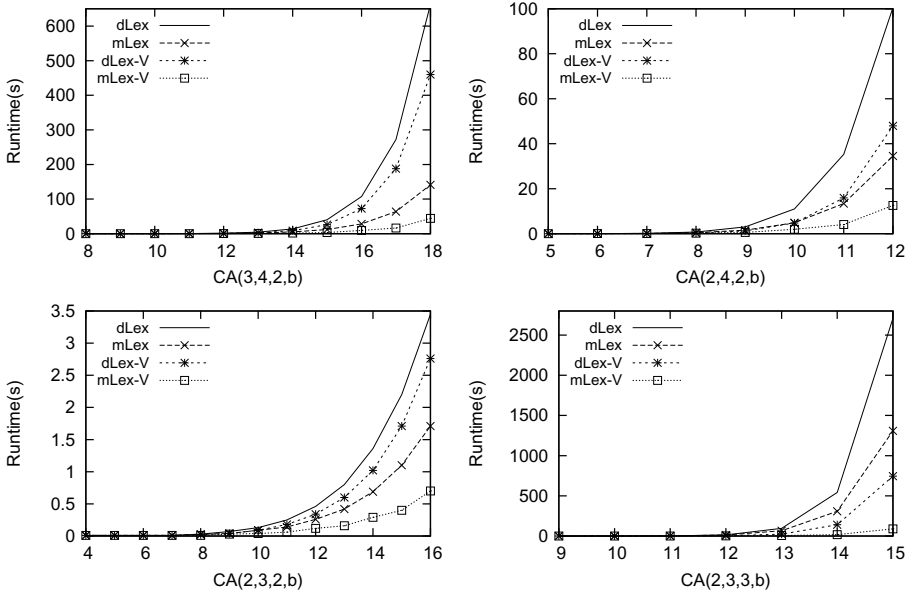 600
500
400
300
200
100
0
8
10
12
14
16
18
Runtime(s)
dLex
mLex
dLex-V
mLex-V
CA(3,4,2,b)
100
80
60
40
20
0
5
6
7
8
9
10
11
12
Runtime(s)
dLex
mLex
dLex-V
mLex-V
CA(2,4,2,b)
3.5
3
2.5
2
1.5
1
0.5
0
4
6
8
10
12
14
16
Runtime(s)
dLex
mLex
dLex-V
mLex-V
CA(2,3,2,b)
2500
2000
1500
1000
500
0
9
10
11
12
13
14
15
Runtime(s)
dLex
mLex
dLex-V
mLex-V
CA(2,3,3,b)